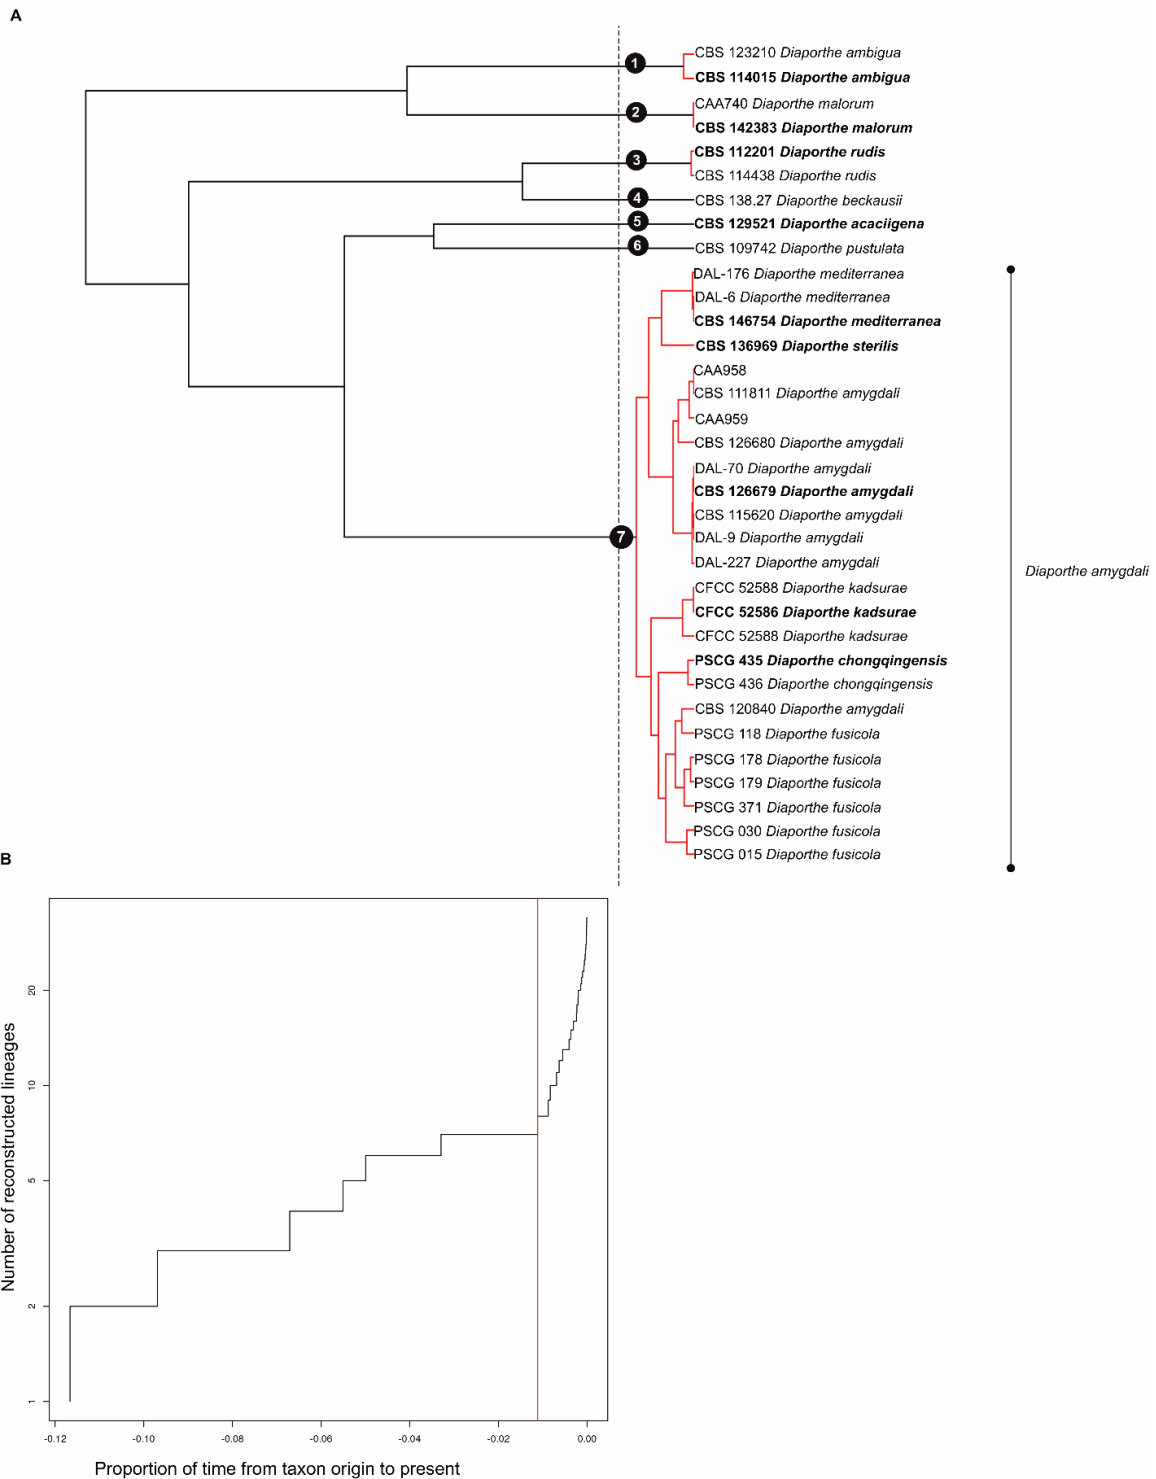 A
1
CBS 123210 Diaporthe ambigua
CBS 114015 Diaporthe ambigua
2
CAA740 Diaporthe malorum
CBS 142383 Diaporthe malorum
3
CBS 112201 Diaporthe rudis
CBS 114438 Diaporthe rudis
4
CBS 138.27 Diaporthe beckausii
5
CBS 129521 Diaporthe acaciigena
6
CBS 109742 Diaporthe pustulata
DAL-176 Diaporthe mediterranea
DAL-6 Diaporthe mediterranea
CBS 146754 Diaporthe mediterranea
CBS 136969 Diaporthe sterilis
CAA958
CBS 111811 Diaporthe amygdali
CAA959
CBS 126680 Diaporthe amygdali
DAL-70 Diaporthe amygdali
CBS 126679 Diaporthe amygdali
CBS 115620 Diaporthe amygdali
7
DAL-9 Diaporthe amygdali
DAL-227 Diaporthe amygdali
Diaporthe amygdali
CFCC 52588 Diaporthe kadsurae
CFCC 52586 Diaporthe kadsurae
CFCC 52588 Diaporthe kadsurae
PSCG 435 Diaporthe chongqingensis
PSCG 436 Diaporthe chongqingensis
CBS 120840 Diaporthe amygdali
PSCG 118 Diaporthe fusicola
PSCG 178 Diaporthe fusicola
PSCG 179 Diaporthe fusicola
PSCG 371 Diaporthe fusicola
PSCG 030 Diaporthe fusicola
PSCG 015 Diaporthe fusicola
B
Number of reconstructed lineages
20
10
5
2
1
-0.12 -0.10 -0.08 -0.06 -0.04 -0.02 0.00
Proportion of time from taxon origin to present